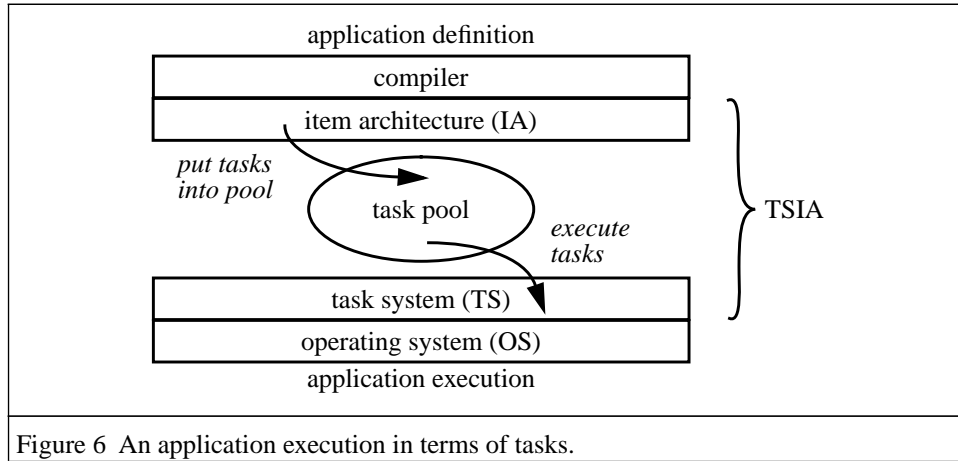 application definition
compiler
item architecture (IA)
put tasks
into pool
task pool
execute
tasks
TSIA
task system (TS)
operating system (OS)
application execution
Figure 6 An application execution in terms of tasks.